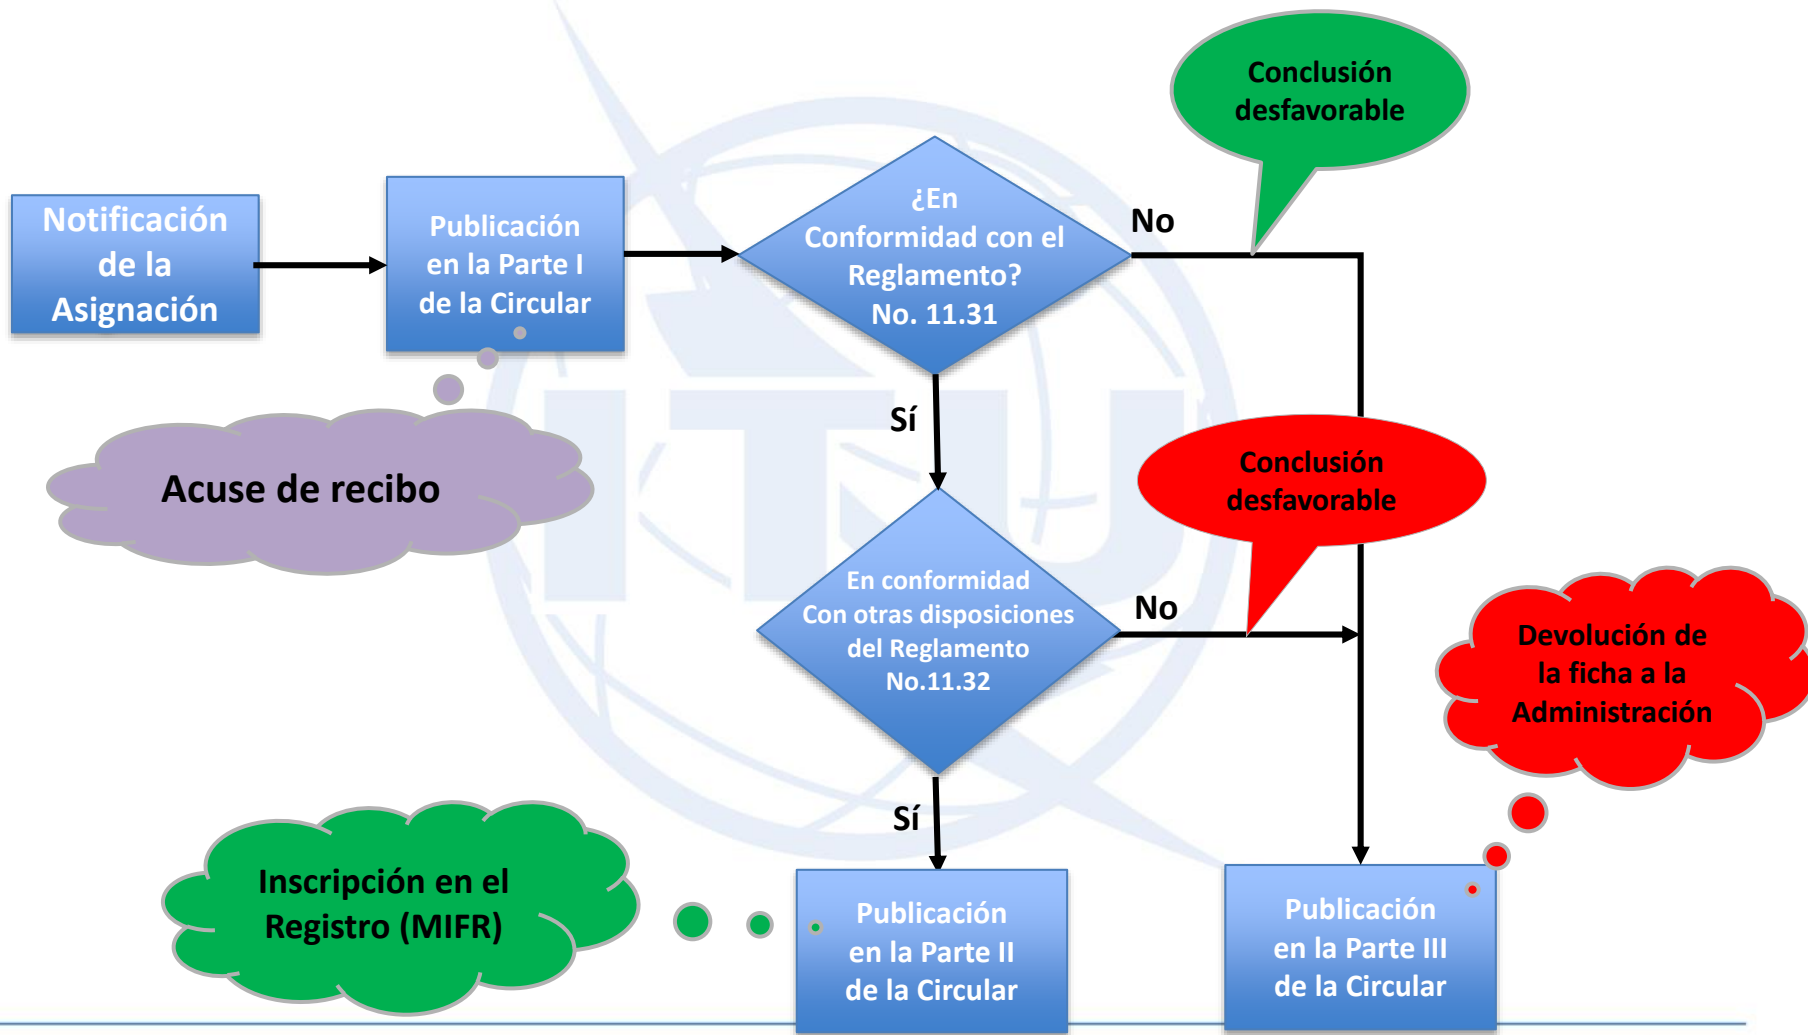 Conclusión
desfavorable
Notificación
de la
Asignación
Publicación
en la Parte I
de la Circular
¿En
Conformidad con el
Reglamento?
No. 11.31
No
Sí
Acuse de recibo
Conclusión
desfavorable
En conformidad
Con otras disposiciones
del Reglamento
No.11.32
No
Devolución de
la ficha a la
Administración
Sí
Inscripción en el
Registro (MIFR)
Publicación
en la Parte II
de la Circular
Publicación
en la Parte III
de la Circular
ITU